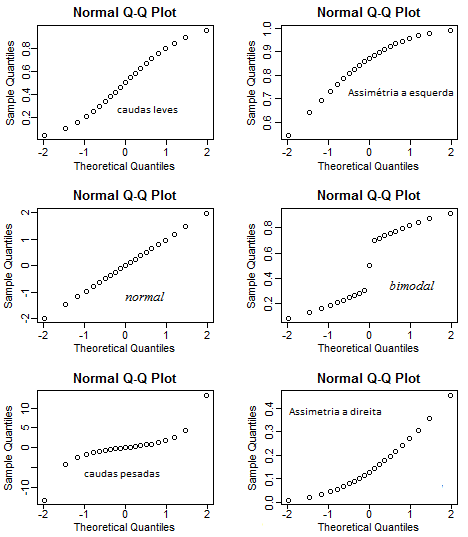 Normal Q-Q Plot
Sample Quantiles
0.2 0.4 0.6 0.8
caudas leves
-2 -1 0 1 2
Theoretical Quantiles
Normal Q-Q Plot
Sample Quantiles
0.6 0.7 0.8 0.9 1.0
Assimétria a esquerda
-2 -1 0 1 2
Theoretical Quantiles
Normal Q-Q Plot
Sample Quantiles
-2 -1 0 1 2
normal
-2 -1 0 1 2
Theoretical Quantiles
Normal Q-Q Plot
Sample Quantiles
0.2 0.4 0.6 0.8
bimodal
-2 -1 0 1 2
Theoretical Quantiles
Normal Q-Q Plot
Sample Quantiles
-10 0 5 10
caudas pesadas
-2 -1 0 1 2
Theoretical Quantiles
Normal Q-Q Plot
Sample Quantiles
0.0 0.1 0.2 0.3 0.4
Assimetria a direita
-2 -1 0 1 2
Theoretical Quantiles